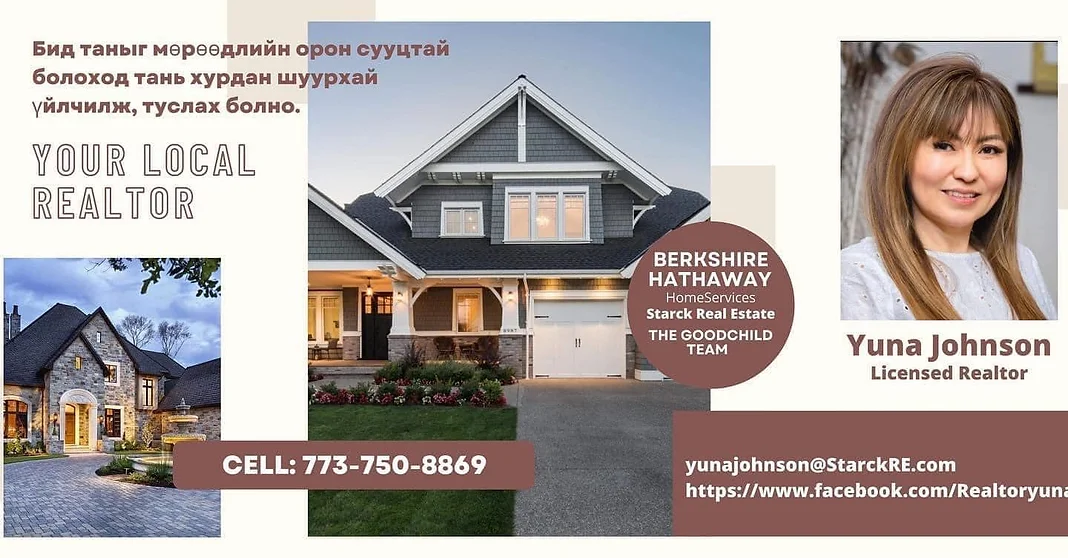 Бид таныг мөрөөдлийн орон сууцтай
болоход тань хурдан шуурхай
үйлчилж, туслах болно.
YOUR LOCAL
REALTOR
BERKSHIRE
HATHAWAY
HomeServices
Starck Real Estate
THE GOODCHILD
TEAM
Yuna Johnson
Licensed Realtor
CELL: 773-750-8869
yunajohnson@StarckRE.com
https://www.facebook.com/Realtoryuna